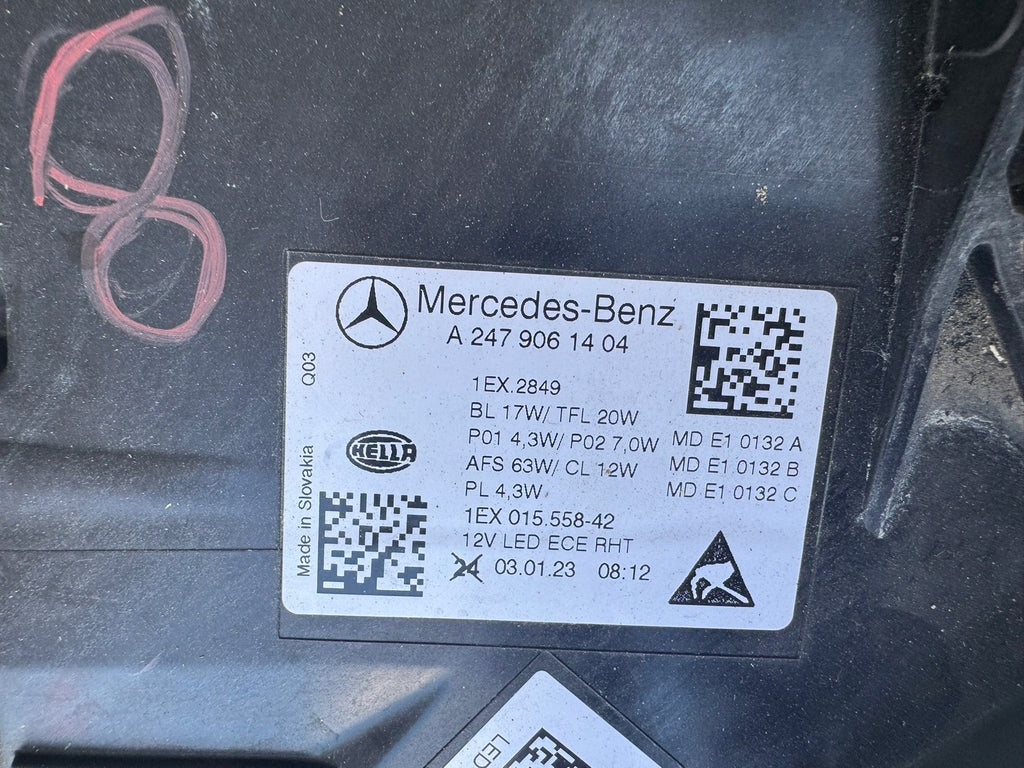 8
Mercedes-Benz
A 247 906 14 04
Q03
1EX.2849
BL 17W/ TFL 20W
P01 4,3W/ P02 7,0W
AFS 63W/ CL 12W
PL 4,3W
MD E1 0132 A
MD E1 0132 B
MD E1 0132 C
HELLA
Made in Slovakia
1EX 015.558-42
12V LED ECE RHT
24 03.01.23 08:12
LED